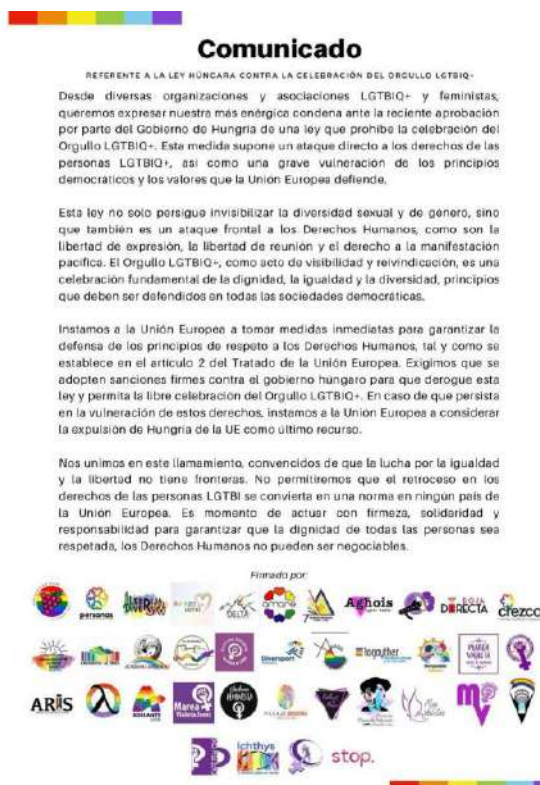 Comunicado
REFERENTE A LA LEY HÚNGARA CONTRA LA CELEBRACIÓN DEL ORGULLO LGTBIQ+
Desde diversas organizaciones y asociaciones LGTBIQ+ y feministas,
queremos expresar nuestra más enérgica condena ante la reciente aprobación
por parte del Gobierno de Hungría de una ley que prohíbe la celebración del
Orgullo LGTBIQ+. Esta medida supone un ataque directo a los derechos de las
personas LGTBIQ+, así como una grave vulneración de los principios
democráticos y los valores que la Unión Europea defiende.
Esta ley no solo persigue invisibilizar la diversidad sexual y de género, sino
que también es un ataque frontal a los Derechos Humanos, como son la
libertad de expresión, la libertad de reunión y el derecho a la manifestación
pacífica. El Orgullo LGTBIQ+, como acto de visibilidad y reivindicación, es una
celebración fundamental de la dignidad, la igualdad y la diversidad, principios
que deben ser defendidos en todas las sociedades democráticas.
Instamos a la Unión Europea a tomar medidas inmediatas para garantizar la
defensa de los principios de respeto a los Derechos Humanos, tal y como se
establece en el artículo 2 del Tratado de la Unión Europea. Exigimos que se
adopten sanciones firmes contra el gobierno húngaro para que derogue esta
ley y permita la libre celebración del Orgullo LGTBIQ+. En caso de que persista
en la vulneración de estos derechos, instamos a la Unión Europea a considerar
la expulsión de Hungría de la UE como último recurso.
Nos unimos en este llamamiento, convencidos de que la lucha por la igualdad
y la libertad no tiene fronteras. No permitiremos que el retroceso en los
derechos de las personas LGTBI se convierta en una norma en ningún país de
la Unión Europea. Es momento de actuar con firmeza, solidaridad y
responsabilidad para garantizar que la dignidad de todas las personas sea
respetada, los Derechos Humanos no pueden ser negociables.
Firmado por:
personas DELTA amane Aghois DIRECTA crezco
Diversport together
ARIS ADELANTE Marea Violeta
ichthys stop.